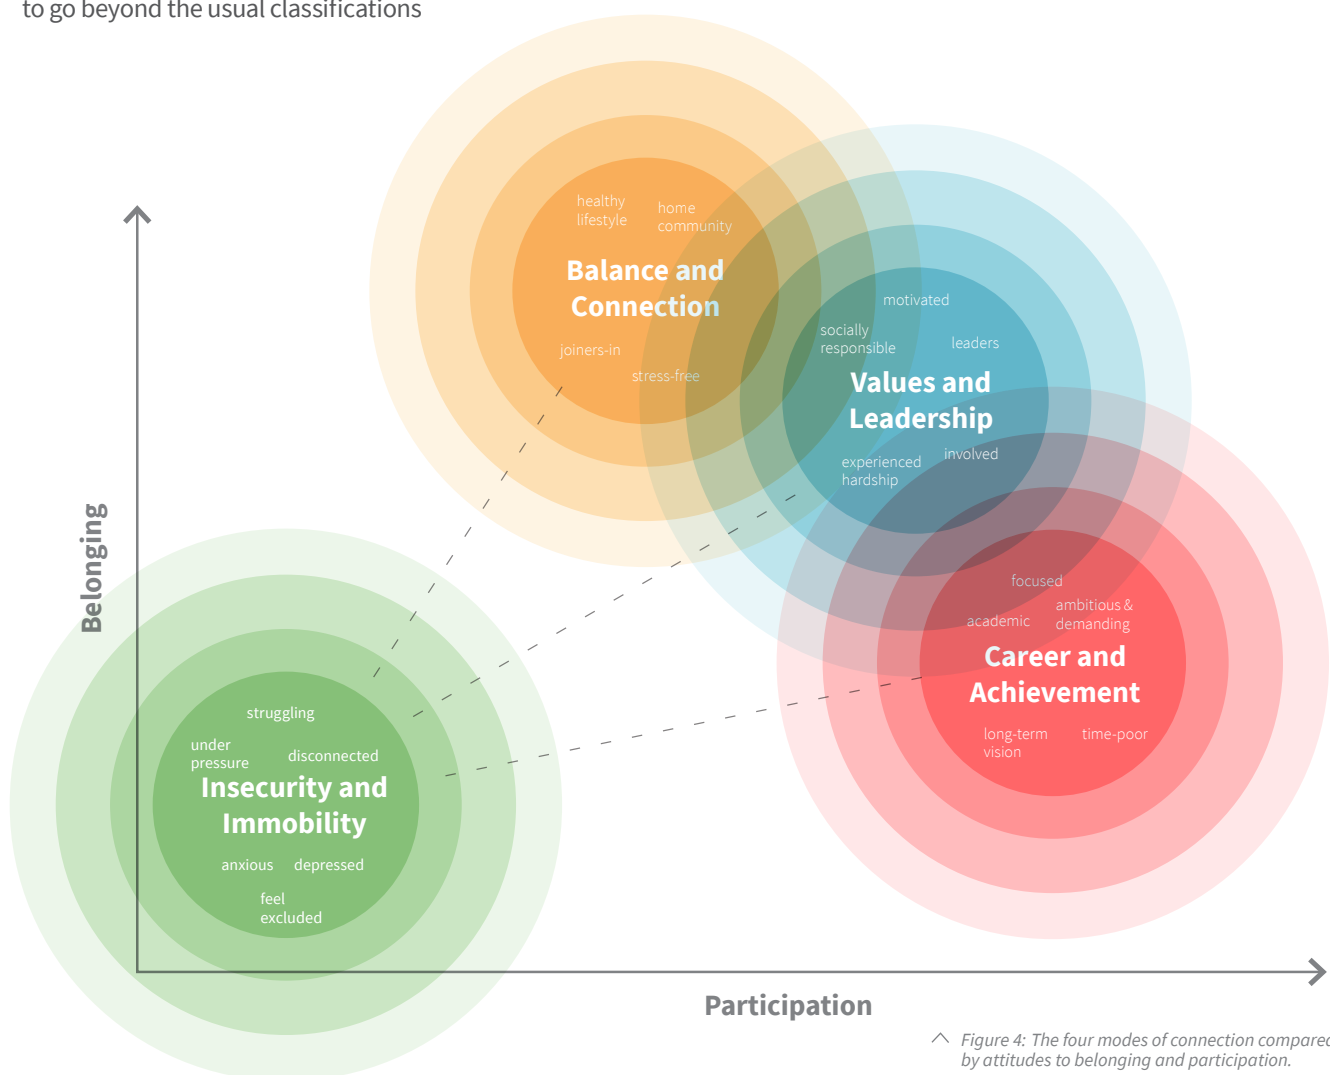 to go beyond the usual classifications
healthy
lifestyle
home
community
Balance and
Connection
joiners-in
stress-free
motivated
socially
responsible
leaders
Values and
Leadership
experienced
hardship
involved
focused
academic
ambitious &
demanding
Career and
Achievement
long-term
vision
time-poor
Belonging
struggling
under
pressure
disconnected
Insecurity and
Immobility
anxious
depressed
feel
excluded
Participation
Figure 4: The four modes of connection compared
by attitudes to belonging and participation.